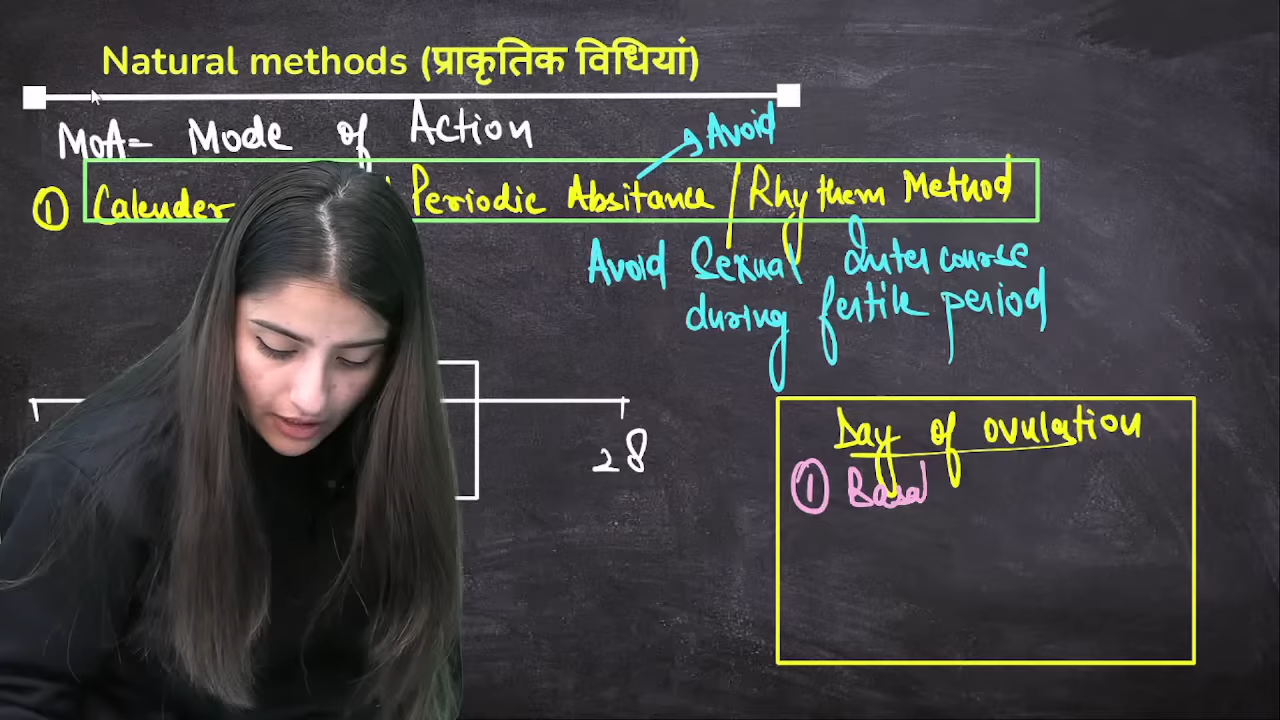 Natural methods (प्राकृतिक विधियां)
MOA= Mode of Action
Avoid
① Calender Periodic Absitance / Rhythem Method
Avoid Sexual Intercourse
during fertile period
28
Day of ovulation
① Basal